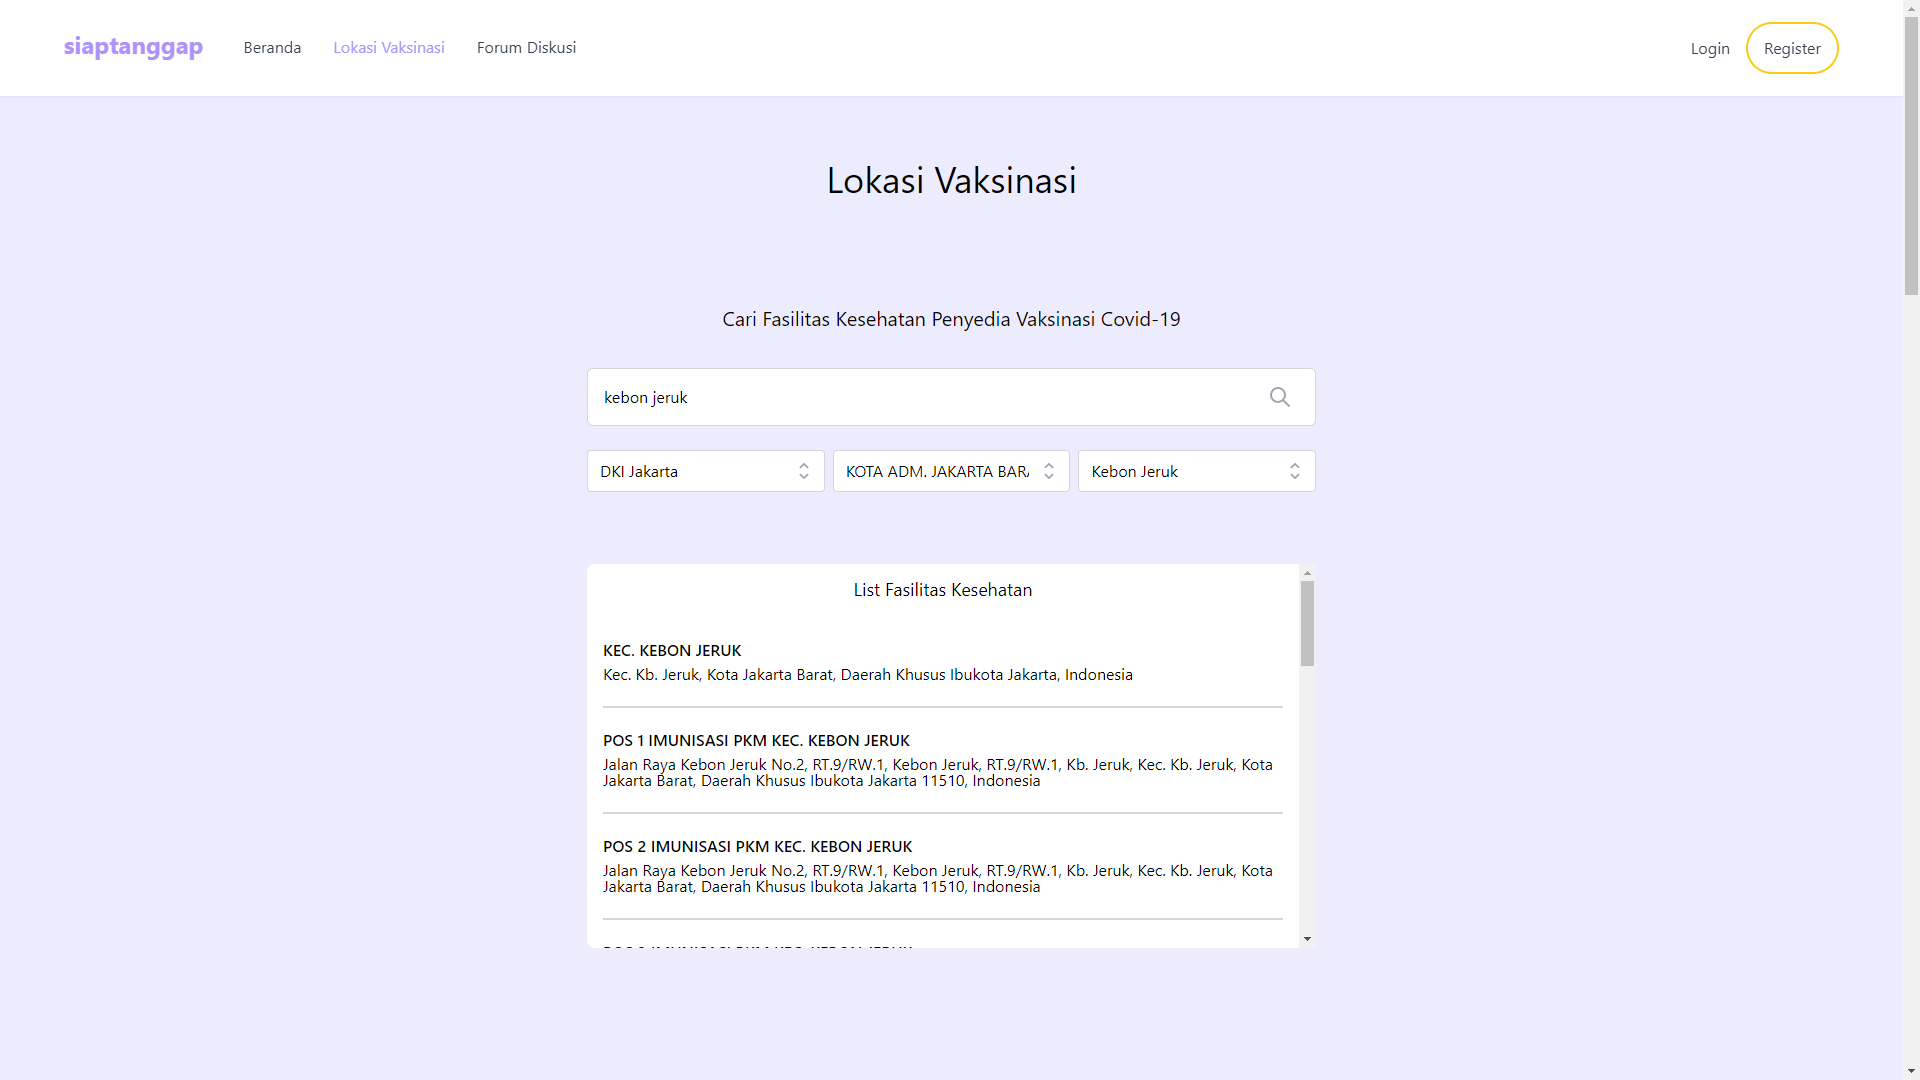 siaptanggap
Beranda
Lokasi Vaksinasi
Forum Diskusi
Login
Register
Lokasi Vaksinasi
Cari Fasilitas Kesehatan Penyedia Vaksinasi Covid-19
kebon jeruk
DKI Jakarta
KOTA ADM. JAKARTA BARA
Kebon Jeruk
List Fasilitas Kesehatan
KEC. KEBON JERUK
Kec. Kb. Jeruk, Kota Jakarta Barat, Daerah Khusus Ibukota Jakarta, Indonesia
POS 1 IMUNISASI PKM KEC. KEBON JERUK
Jalan Raya Kebon Jeruk No.2, RT.9/RW.1, Kebon Jeruk, RT.9/RW.1, Kb. Jeruk, Kec. Kb. Jeruk, Kota
Jakarta Barat, Daerah Khusus Ibukota Jakarta 11510, Indonesia
POS 2 IMUNISASI PKM KEC. KEBON JERUK
Jalan Raya Kebon Jeruk No.2, RT.9/RW.1, Kebon Jeruk, RT.9/RW.1, Kb. Jeruk, Kec. Kb. Jeruk, Kota
Jakarta Barat, Daerah Khusus Ibukota Jakarta 11510, Indonesia